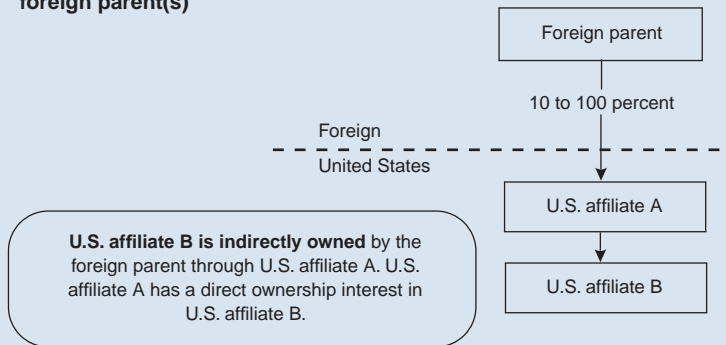 foreign parent(s)
Foreign parent
10 to 100 percent
Foreign
United States
U.S. affiliate A
U.S. affiliate B is indirectly owned by the
foreign parent through U.S. affiliate A. U.S.
affiliate A has a direct ownership interest in
U.S. affiliate B.
U.S. affiliate B